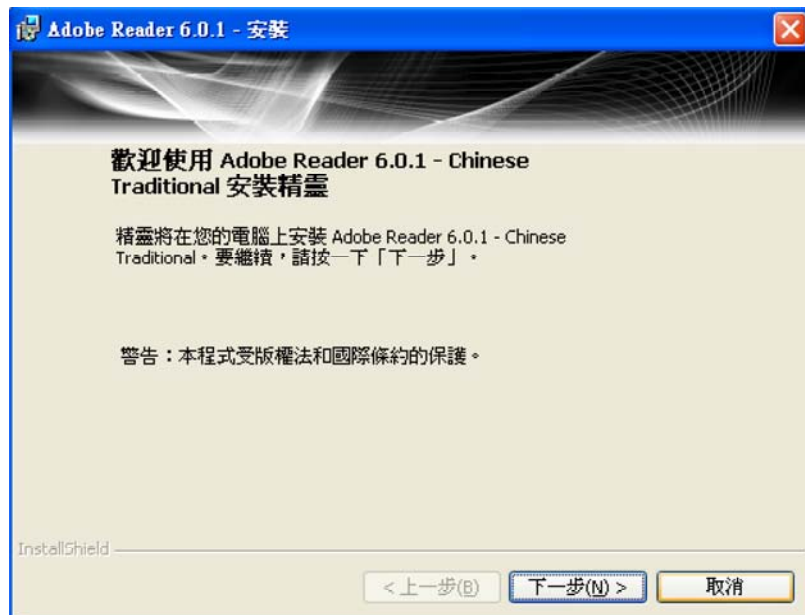 Adobe Reader 6.0.1 - 安裝
歡迎使用 Adobe Reader 6.0.1 - Chinese
Traditional 安裝精靈
精靈將在您的電腦上安裝 Adobe Reader 6.0.1 - Chinese
Traditional。要繼續，請按一下「下一步」。
警告：本程式受版權法和國際條約的保護。
InstallShield
< 上一步(B) 下一步(N) > 取消